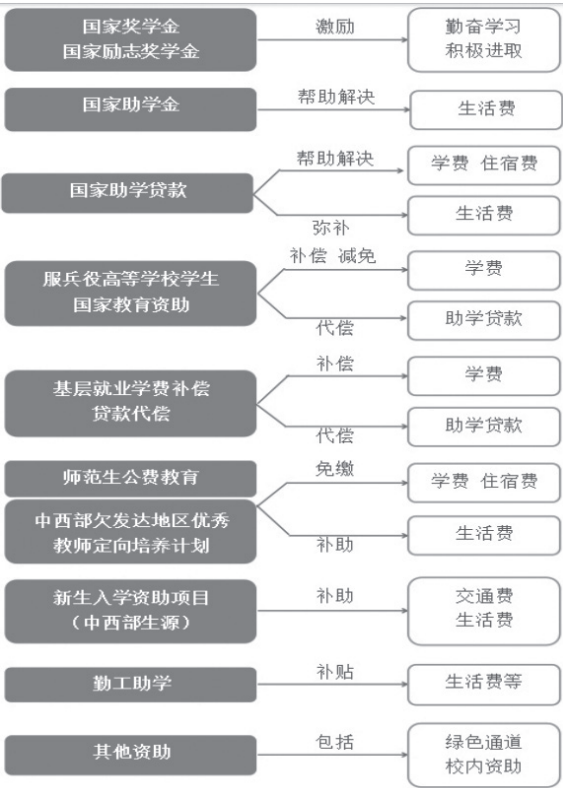 国家奖学金
国家励志奖学金
激励
勤奋学习
积极进取
国家助学金
帮助解决
生活费
国家助学贷款
帮助解决
学费 住宿费
弥补
生活费
服兵役高等学校学生
国家教育资助
补偿 减免
学费
代偿
助学贷款
基层就业学费补偿
贷款代偿
补偿
学费
代偿
助学贷款
师范生公费教育
中西部欠发达地区优秀
教师定向培养计划
免缴
学费 住宿费
补助
生活费
新生入学资助项目
（中西部生源）
补助
交通费
生活费
勤工助学
补贴
生活费等
其他资助
包括
绿色通道
校内资助